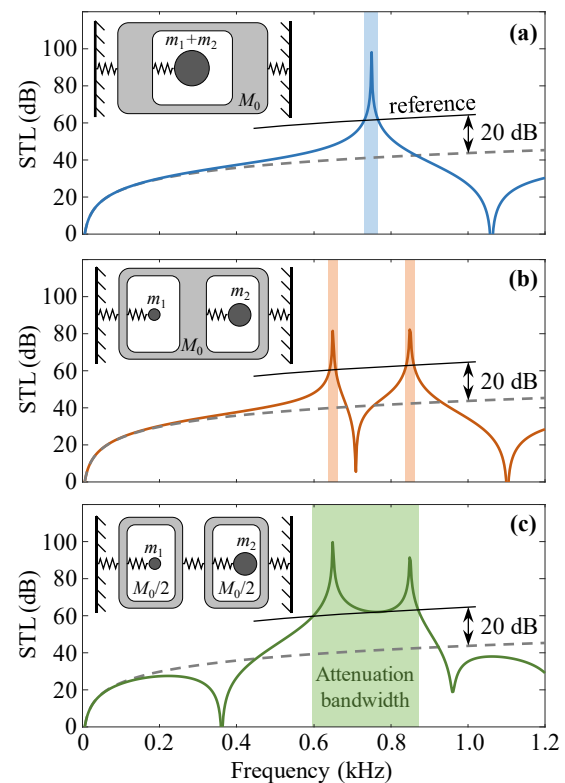 (a)
m₁+m₂
M₀
reference
20 dB
STL (dB)
100
80
60
40
20
0
(b)
m₁
m₂
M₀
20 dB
STL (dB)
100
80
60
40
20
0
(c)
m₁
m₂
M₀/2
M₀/2
20 dB
Attenuation
bandwidth
STL (dB)
100
80
60
40
20
0
0
0.2
0.4
0.6
0.8
1.0
1.2
Frequency (kHz)